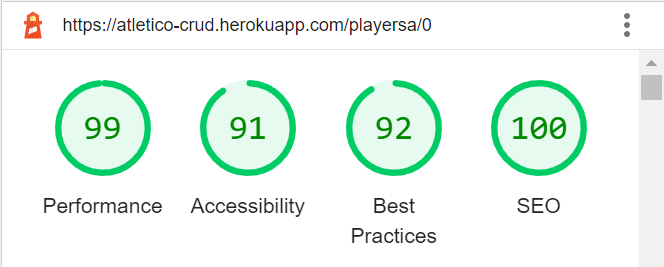 https://atletico-crud.herokuapp.com/playersa/0
99
91
92
100
Performance
Accessibility
Best
Practices
SEO